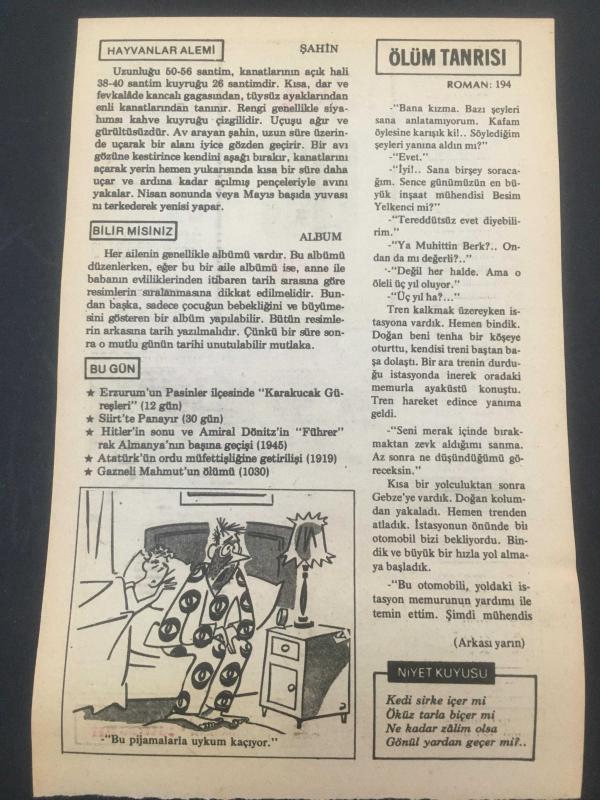 HAYVANLAR ALEMİ
ŞAHİN
Uzunluğu 50-56 santim, kanatlarının açık hali
38-40 santim kuyruğu 26 santimdir. Kısa, dar ve
fevkalâde kancalı gagasından, tüysüz ayaklarından
enli kanatlarından tanınır. Rengi genellikle siya-
hımsı kahve kuyruğu çizgilidir. Uçuşu ağır ve
gürültüsüzdür. Av arayan şahin, uzun süre üzerin-
de uçarak bir alanı iyice gözden geçirir. Bir avı
gözüne kestirince kendini aşağı bırakır, kanatlarını
açarak yerin hemen yukarısında kısa bir süre daha
uçar ve ardına kadar açılmış pençeleriyle avını
yakalar. Nisan sonunda veya Mayıs başıda yuvası
nı terkederek yenisi yapar.
BİLİR MİSİNİZ
ALBUM
Her ailenin genellikle albümü vardır. Bu albümü
düzenlerken, eğer bu bir aile albümü ise, anne ile
babanın evliliklerinden itibaren tarih sırasına göre
resimlerin sıralanmasına dikkat edilmelidir. Bun-
dan başka, sadece çocuğun bebekliğini ve büyüme-
sini gösteren bir album yapılabilir. Bütün resimle-
rin arkasına tarih yazılmalıdır. Çünkü bir süre son-
ra o mutlu günün tarihi unutulabilir mutlaka.
BU GÜN
★ Erzurum'un Pasinler ilçesinde "Karakucak Gü-
reşleri" (12 gün)
★ Siirt'te Panayır (30 gün)
★ Hitler'in sonu ve Amiral Dönitz'in "Führer"
rak Almanya'nın başına geçişi (1945)
★ Atatürk'ün ordu müfettişliğine getirilişi (1919)
★ Gazneli Mahmut'un ölümü (1030)
-"Bu pijamalarla uykum kaçıyor."
ÖLÜM TANRISI
ROMAN: 194
-"Bana kızma. Bazı şeyleri
sana anlatamıyorum. Kafam
öylesine karışık ki!.. Söylediğim
şeyleri yanına aldın mı?"
-"Evet."
-"İyi!.. Sana birşey soraca-
ğım. Sence günümüzün en bü-
yük inşaat mühendisi Besim
Yelkenci mi?"
-"Tereddütsüz evet diyebili-
rim."
-"Ya Muhittin Berk?.. On-
dan da mı değerli?.."
-"Değil her halde. Ama o
öleli üç yıl oluyor."
-"Üç yıl ha?..."
Tren kalkmak üzereyken is-
tasyona vardık. Hemen bindik.
Doğan beni tenha bir köşeye
oturttu, kendisi treni baştan ba-
şa dolaştı. Bir ara trenin durdu-
ğu istasyonda inerek oradaki
memurla ayaküstü konuştu.
Tren hareket edince yanıma
geldi.
-"Seni merak içinde bırak-
maktan zevk aldığımı sanma.
Az sonra ne düşündüğümü gö-
receksin."
Kısa bir yolculuktan sonra
Gebze'ye vardık. Doğan kolum-
dan yakaladı. Hemen trenden
atladık. İstasyonun önünde bir
otomobil bizi bekliyordu. Bin-
dik ve büyük bir hızla yol alma-
ya başladık.
-"Bu otomobili, yoldaki is-
tasyon memurunun yardımı ile
temin ettim. Şimdi mühendis
(Arkası yarın)
NİYET KUYUSU
Kedi sirke içer mi
Öküz tarla biçer mi
Ne kadar zâlim olsa
Gönül yardan geçer mi?..